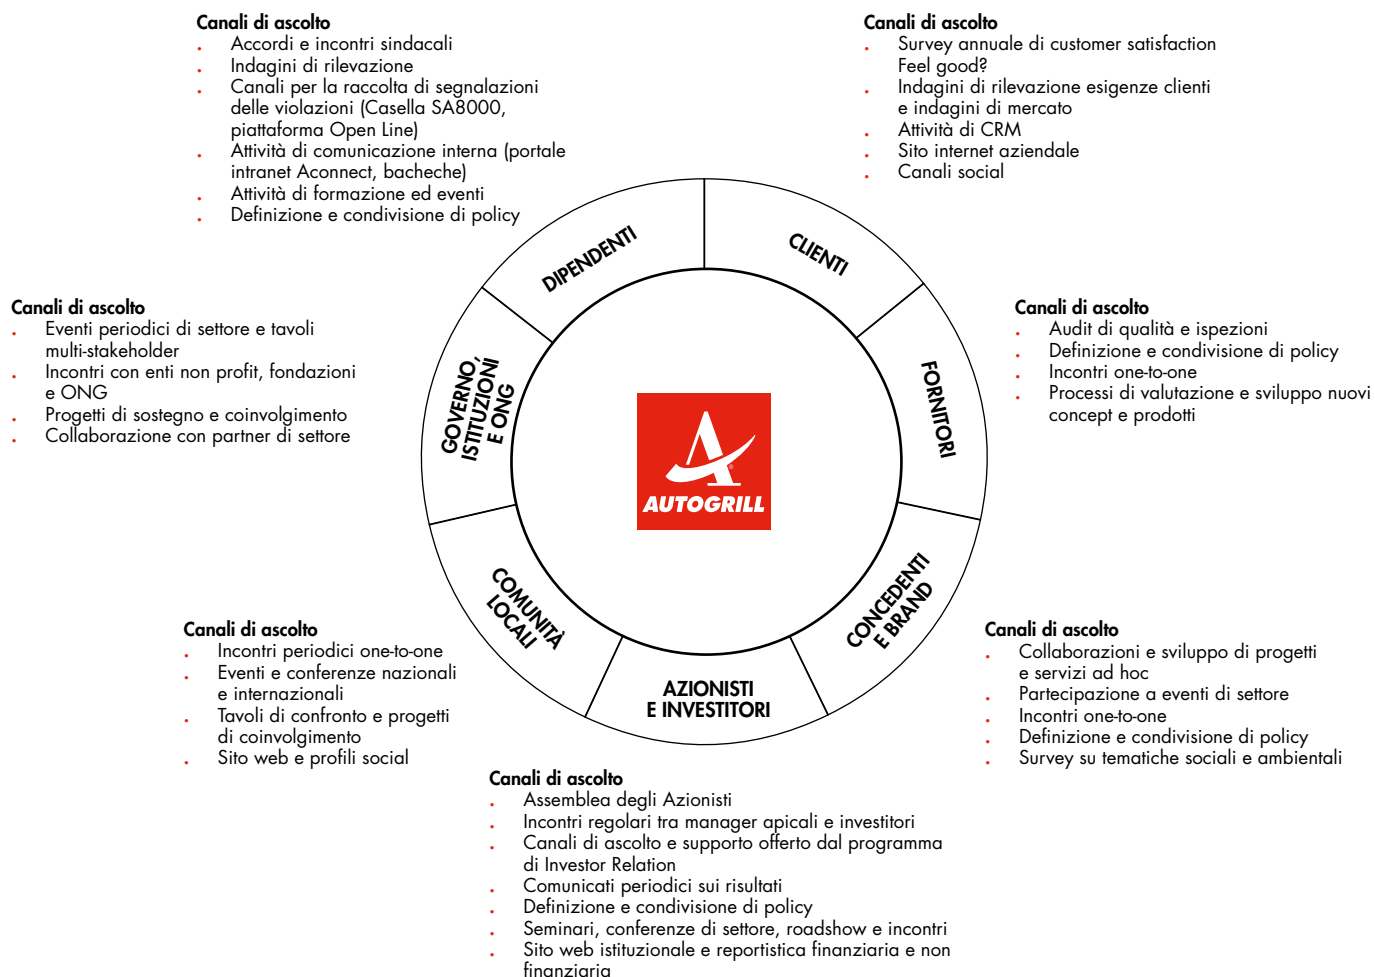 Canali di ascolto
. Accordi e incontri sindacali
. Indagini di rilevazione
. Canali per la raccolta di segnalazioni
delle violazioni (Casella SA8000,
piattaforma Open Line)
. Attività di comunicazione interna (portale
intranet Aconnect, bacheche)
. Attività di formazione ed eventi
. Definizione e condivisione di policy
Canali di ascolto
. Survey annuale di customer satisfaction
Feel good?
. Indagini di rilevazione esigenze clienti
e indagini di mercato
. Attività di CRM
. Sito internet aziendale
. Canali social
DIPENDENTI
CLIENTI
Canali di ascolto
. Eventi periodici di settore e tavoli
multi-stakeholder
. Incontri con enti non profit, fondazioni
e ONG
. Progetti di sostegno e coinvolgimento
. Collaborazione con partner di settore
GOVERNO,
ISTITUZIONI
E ONG
FORNITORI
Canali di ascolto
. Audit di qualità e ispezioni
. Definizione e condivisione di policy
. Incontri one-to-one
. Processi di valutazione e sviluppo nuovi
concept e prodotti
A
®
AUTOGRILL
COMUNITÀ
LOCALI
CONCEDENTI
E BRAND
AZIONISTI
E INVESTITORI
Canali di ascolto
. Incontri periodici one-to-one
. Eventi e conferenze nazionali
e internazionali
. Tavoli di confronto e progetti
di coinvolgimento
. Sito web e profili social
Canali di ascolto
. Collaborazioni e sviluppo di progetti
e servizi ad hoc
. Partecipazione a eventi di settore
. Incontri one-to-one
. Definizione e condivisione di policy
. Survey su tematiche sociali e ambientali
Canali di ascolto
. Assemblea degli Azionisti
. Incontri regolari tra manager apicali e investitori
. Canali di ascolto e supporto offerto dal programma
di Investor Relation
. Comunicati periodici sui risultati
. Definizione e condivisione di policy
. Seminari, conferenze di settore, roadshow e incontri
. Sito web istituzionale e reportistica finanziaria e non
finanziaria